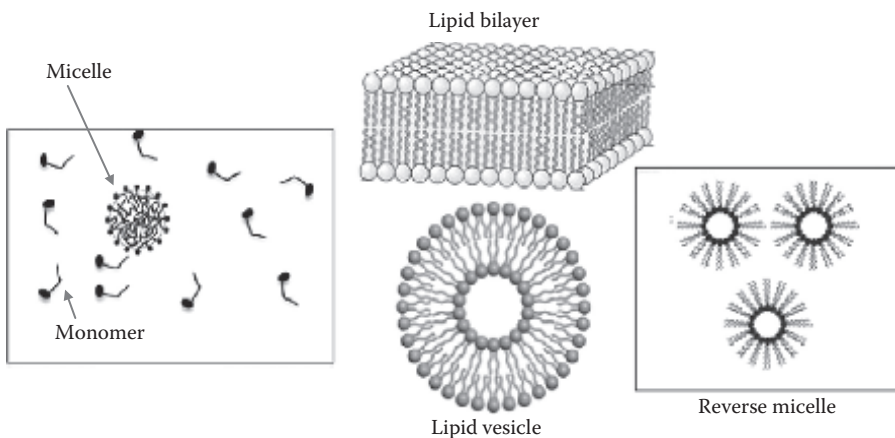 Lipid bilayer
Micelle
Monomer
Lipid vesicle
Reverse micelle